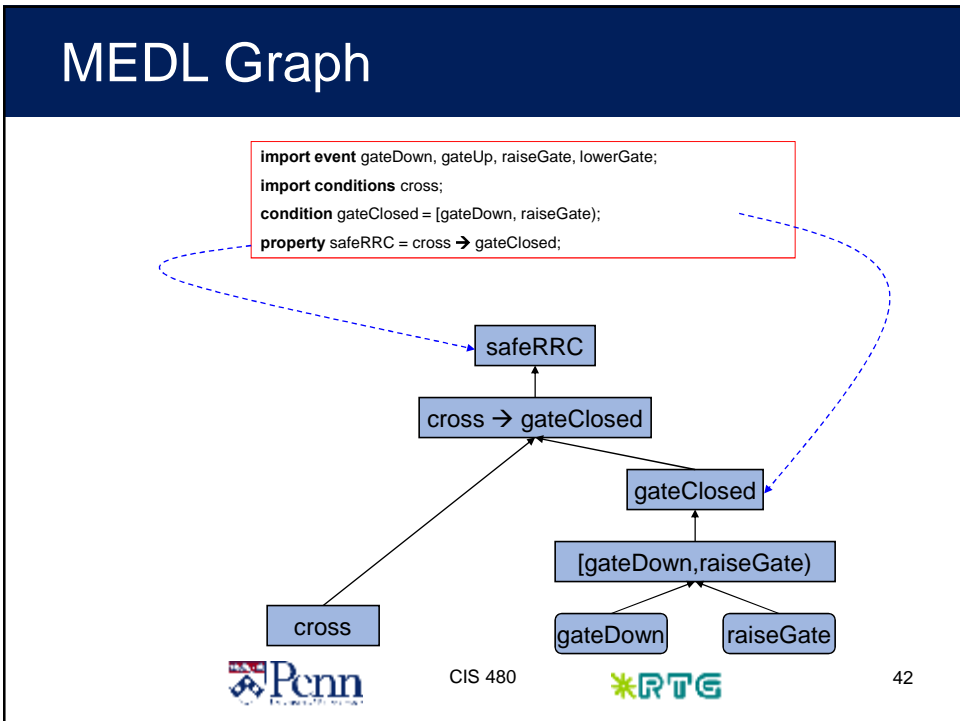 MEDL Graph
import event gateDown, gateUp, raiseGate, lowerGate;
import conditions cross;
condition gateClosed = [gateDown, raiseGate);
property safeRRC = cross → gateClosed;
safeRRC
cross → gateClosed
gateClosed
[gateDown,raiseGate)
cross
gateDown
raiseGate
Penn
CIS 480
RTG
42